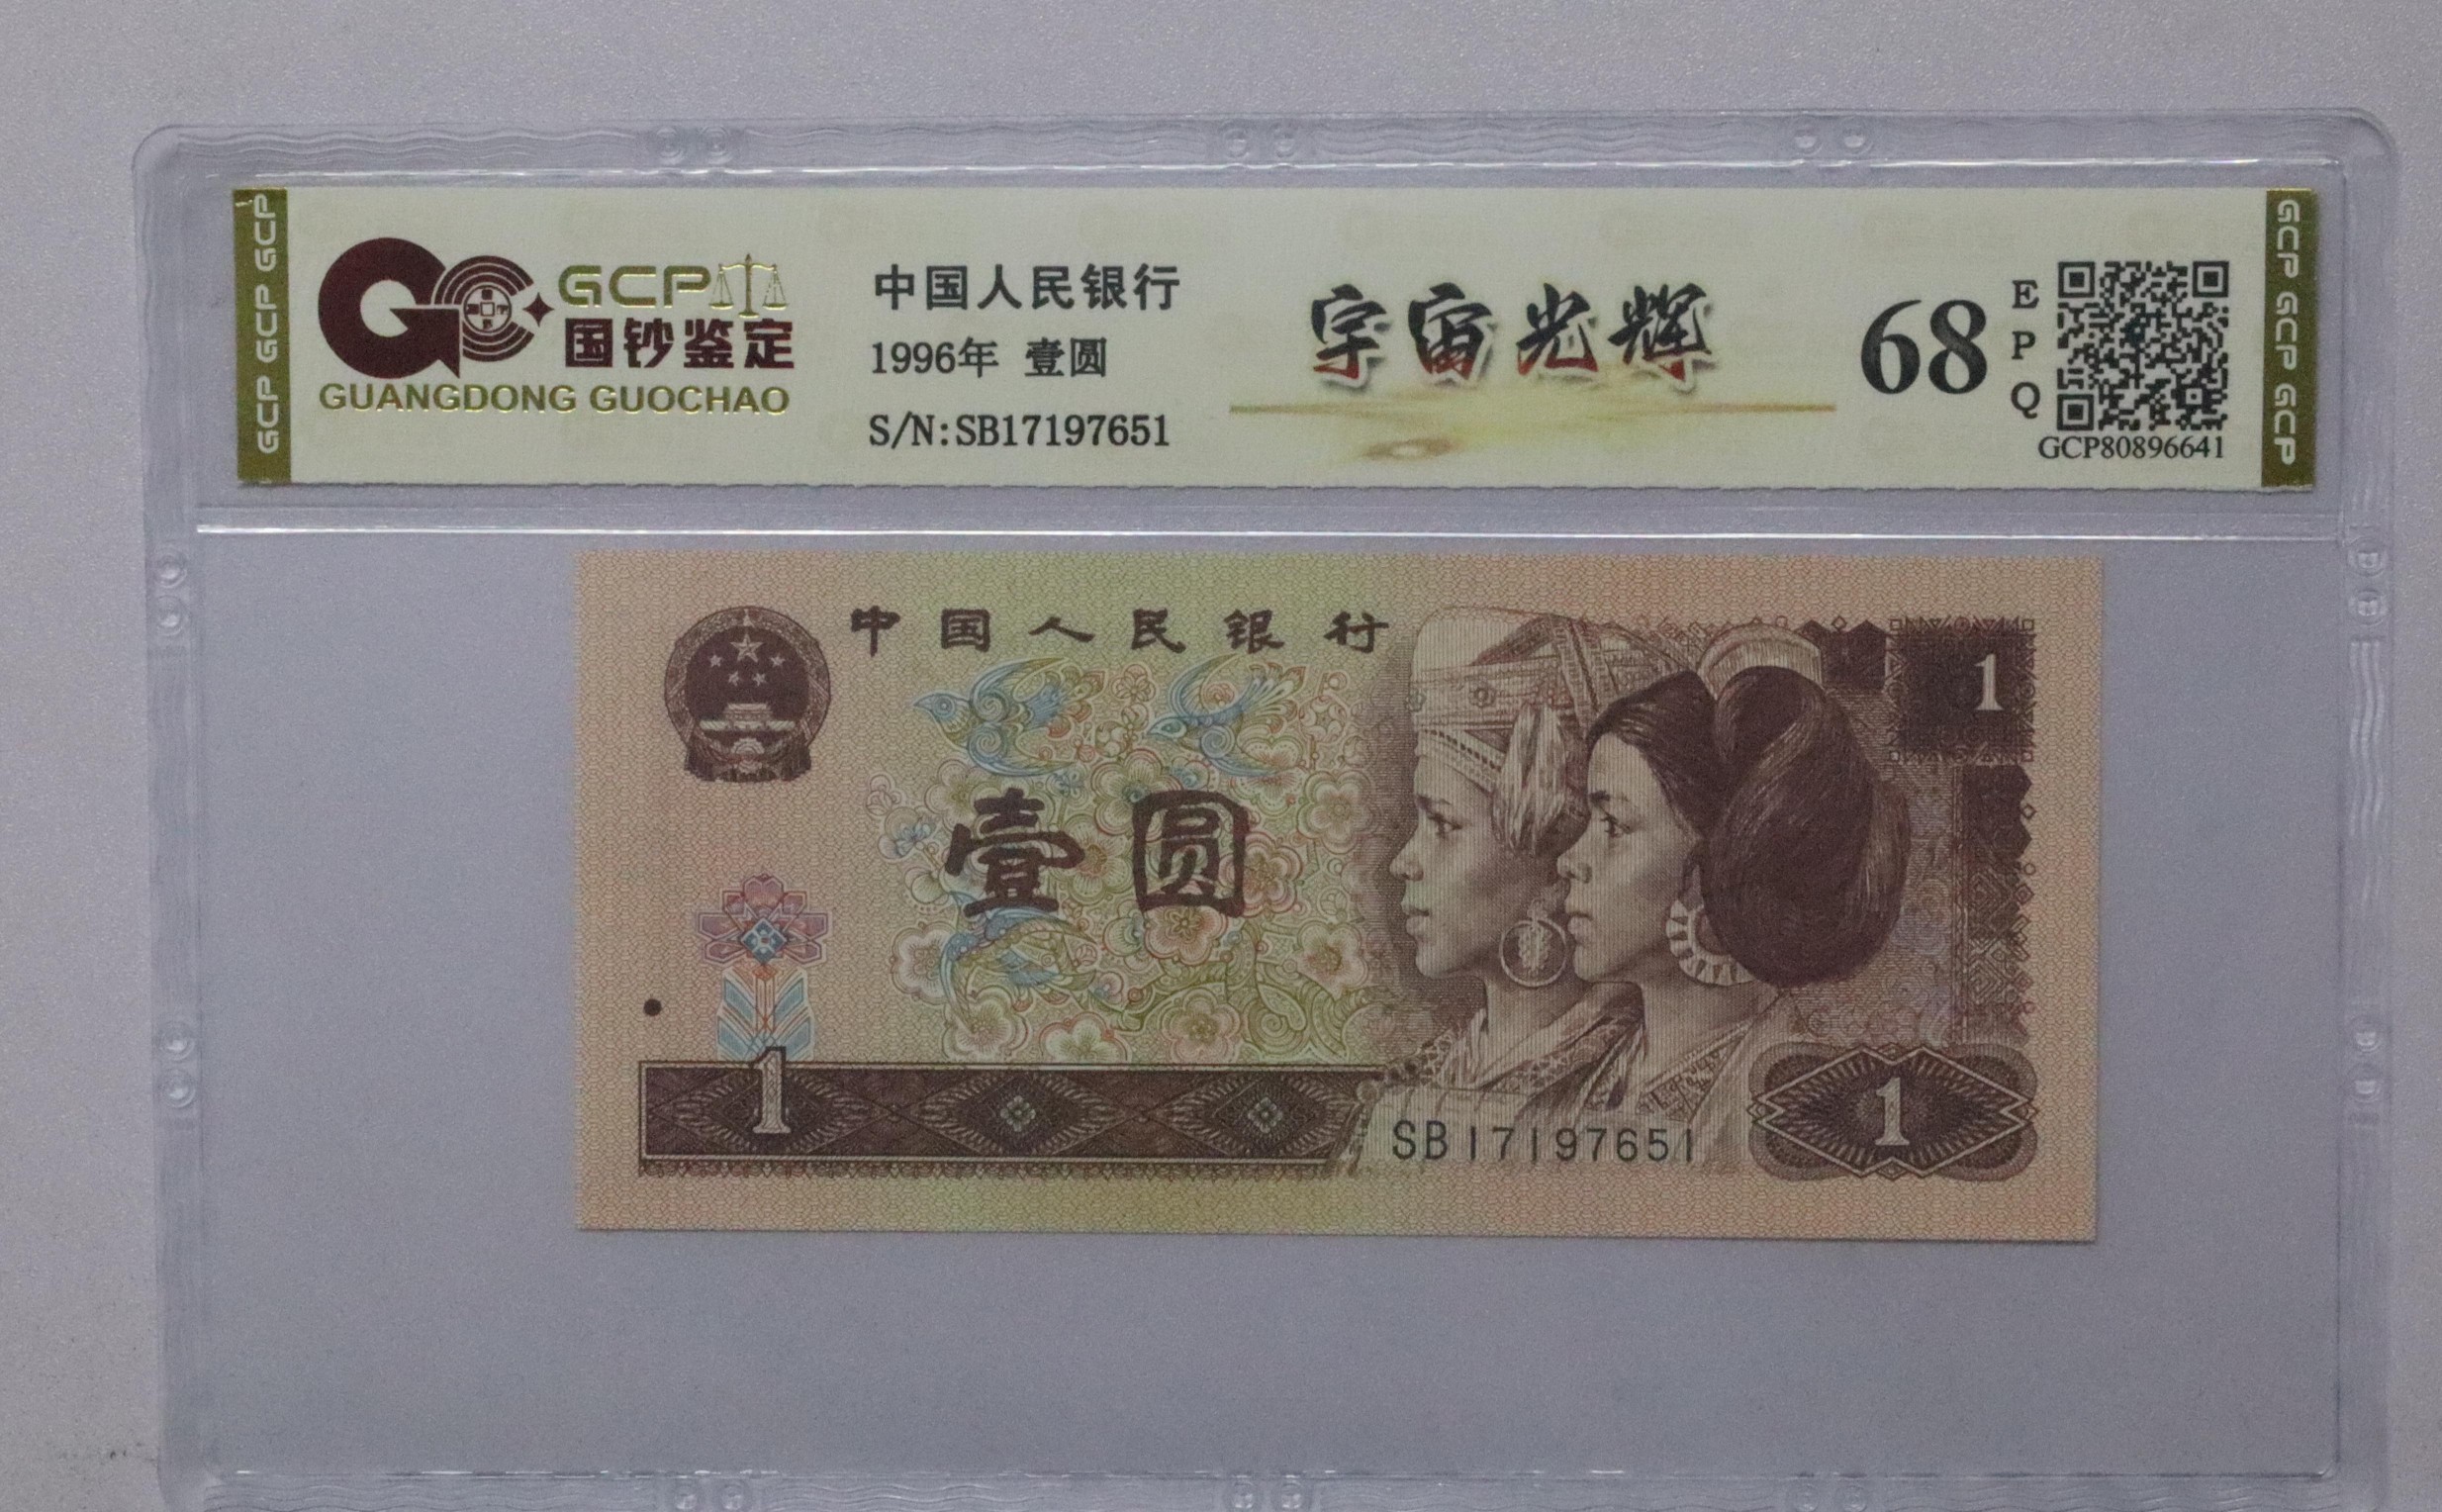 GCP GCP GCP
GCP
国钞鉴定
GUANGDONG GUOCHAO
中国人民银行
1996年 壹圆
S/N:SB17197651
宇宙光辉
68
E
P
Q
GCP80896641
GCP GCP GCP
中国人民银行
1
壹圆
1
SB17197651
1